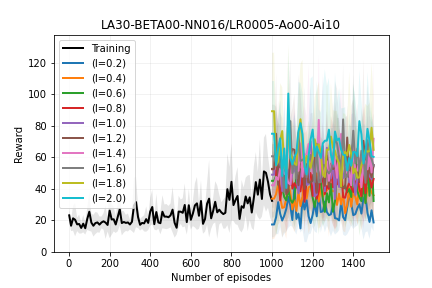 LA30-BETA00-NN016/LR0005-Ao00-Ai10
Reward
120
100
80
60
40
20
0
Training
(l=0.2)
(l=0.4)
(l=0.6)
(l=0.8)
(l=1.0)
(l=1.2)
(l=1.4)
(l=1.6)
(l=1.8)
(l=2.0)
0 200 400 600 800 1000 1200 1400
Number of episodes